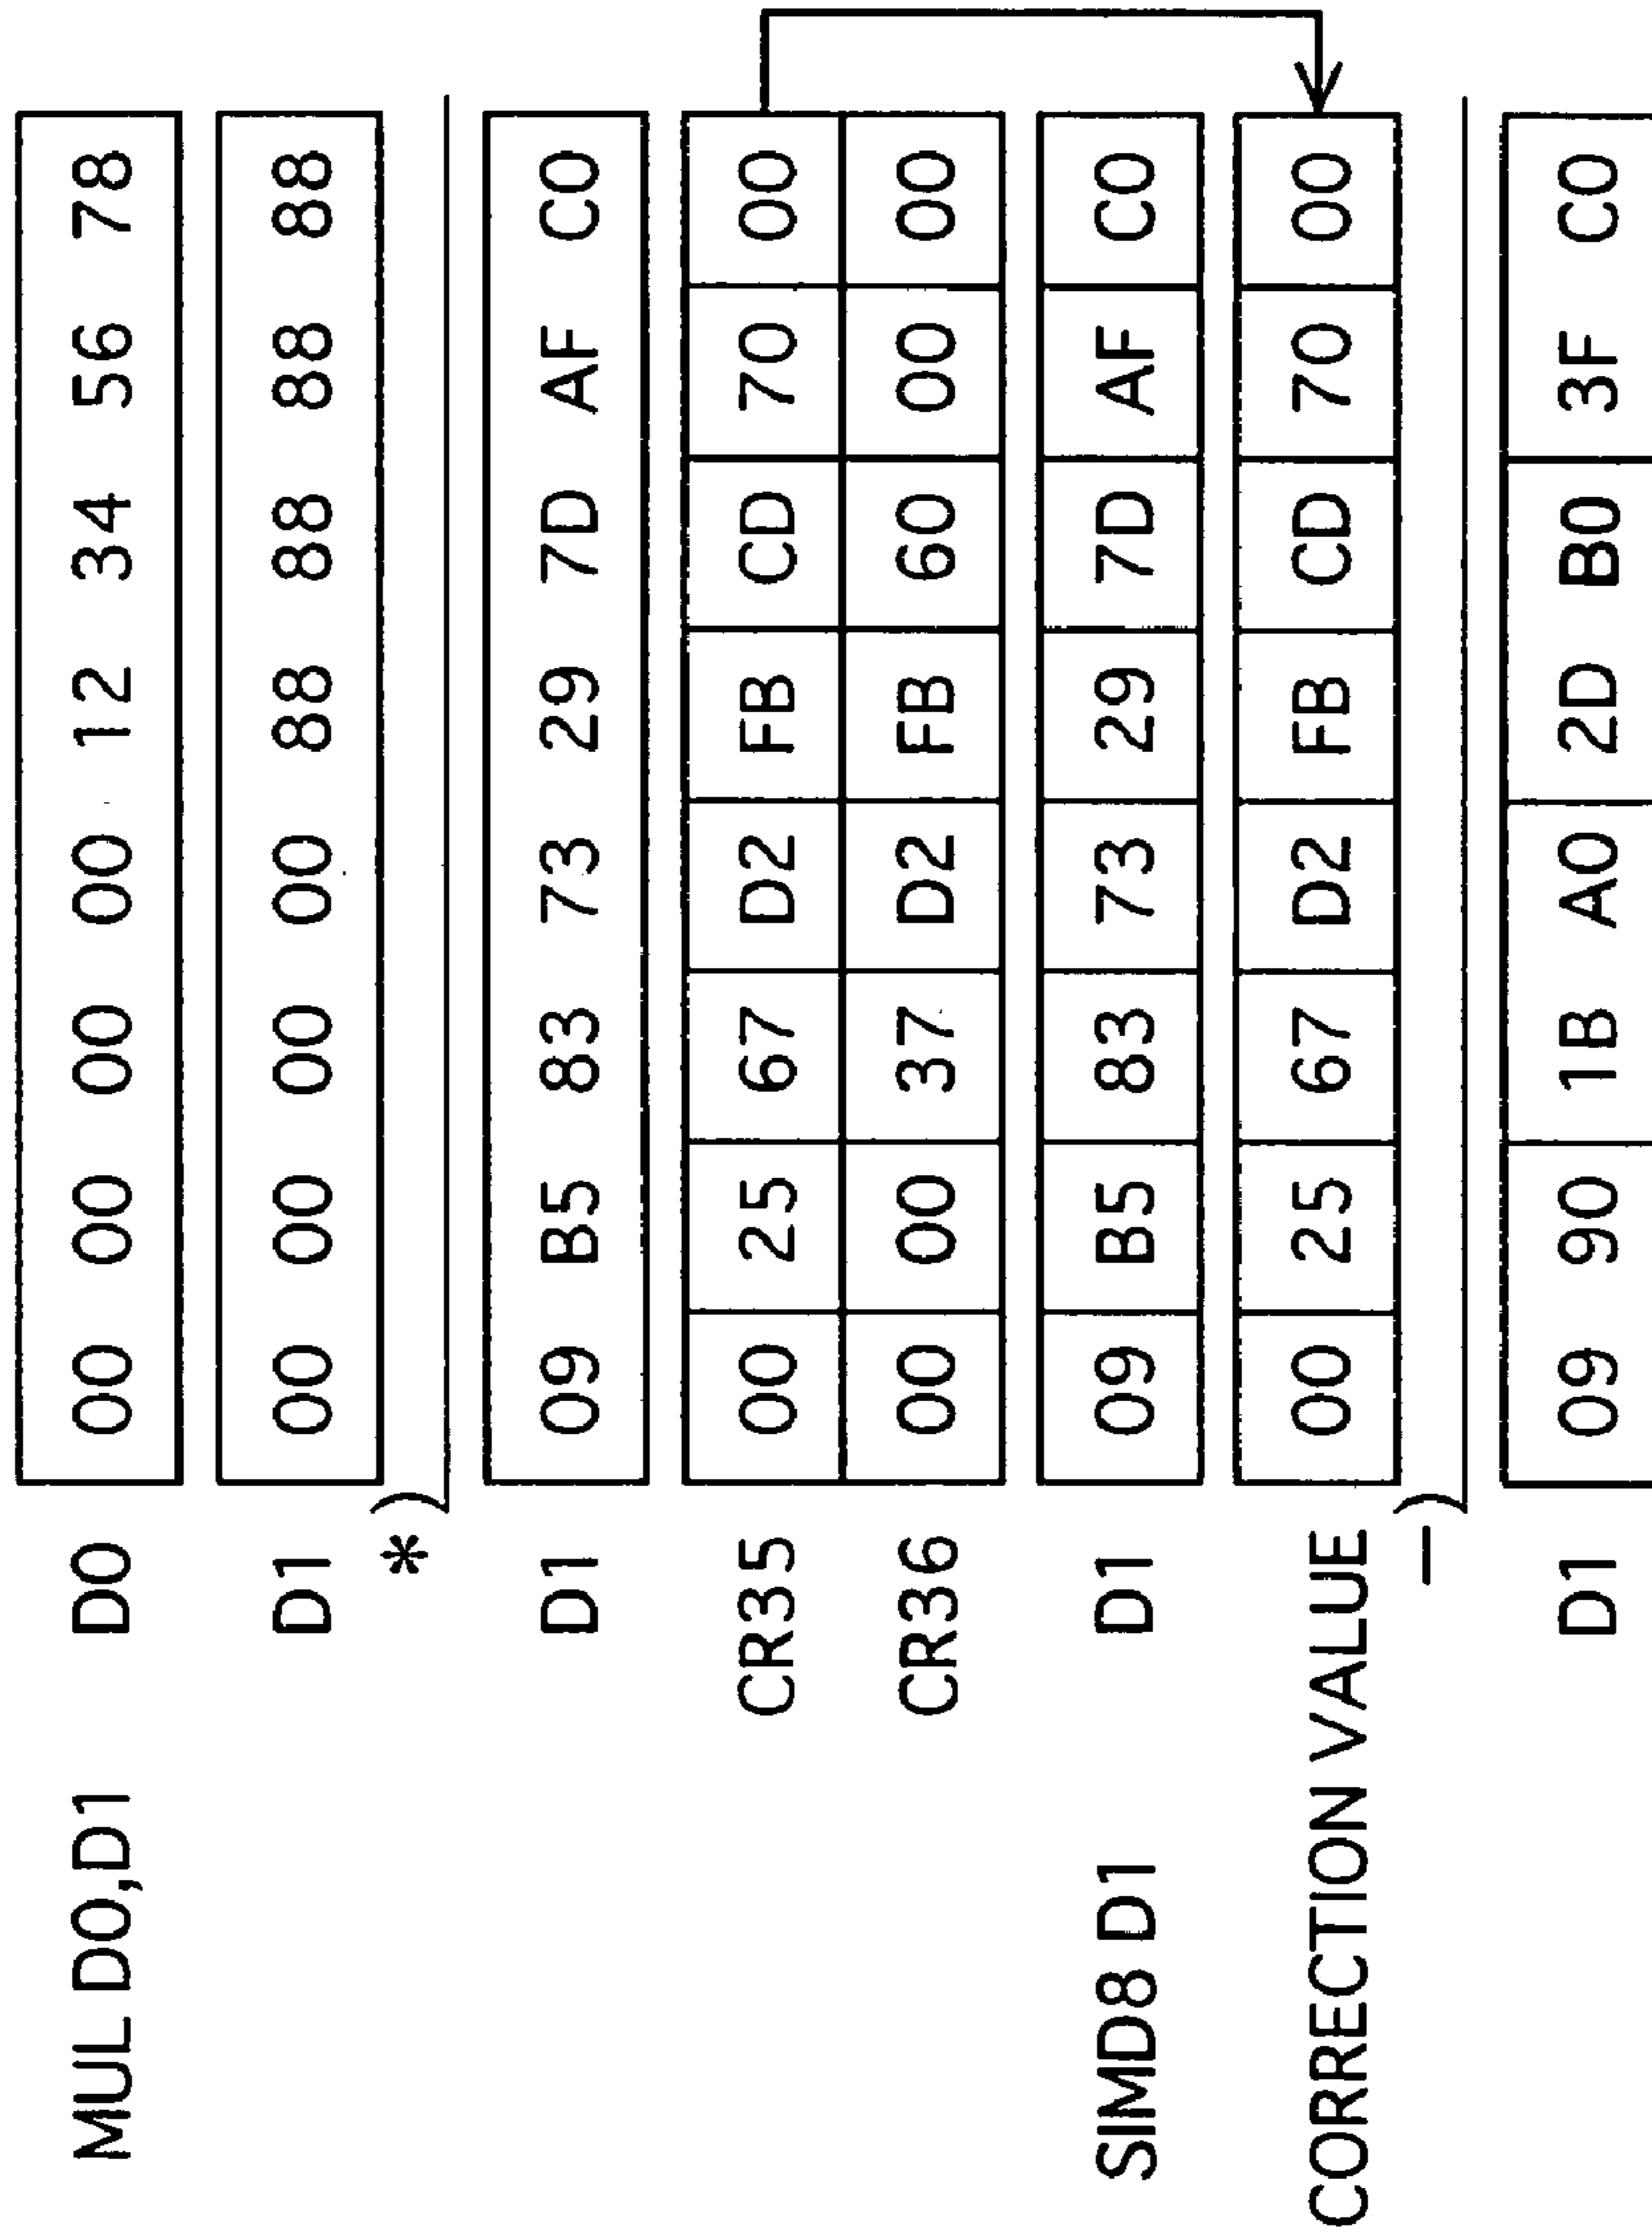 MUL D0,D1 D0 00 00 00 00 12 34 56 78
D1 00 00 00 00 88 88 88 88
*)
D1 09 B5 83 73 29 7D AF C0
CR35 00 25 67 D2 FB CD 70 00
CR36 00 00 37 D2 FB 60 00 00
SIMD8 D1 D1 09 B5 83 73 29 7D AF C0
CORRECTION VALUE 00 25 67 D2 FB CD 70 00
—)
D1 09 90 1B A0 2D B0 3F C0